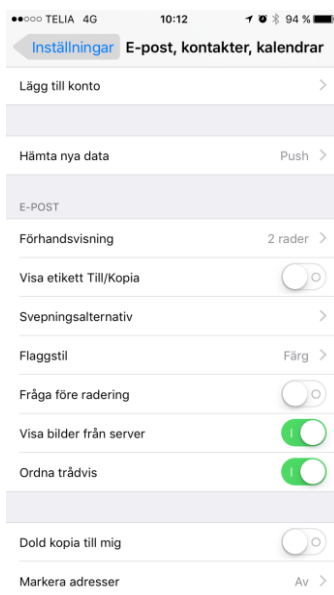 TELIA 4G 10:12 94 %
Inställningar E-post, kontakter, kalendrar
Lägg till konto
Hämta nya data Push
E-POST
Förhandsvisning 2 rader
Visa etikett Till/Kopia
Svepningsalternativ
Flaggstil Färg
Fråga före radering
Visa bilder från server
Ordna trådvis
Dold kopia till mig
Markera adresser Av